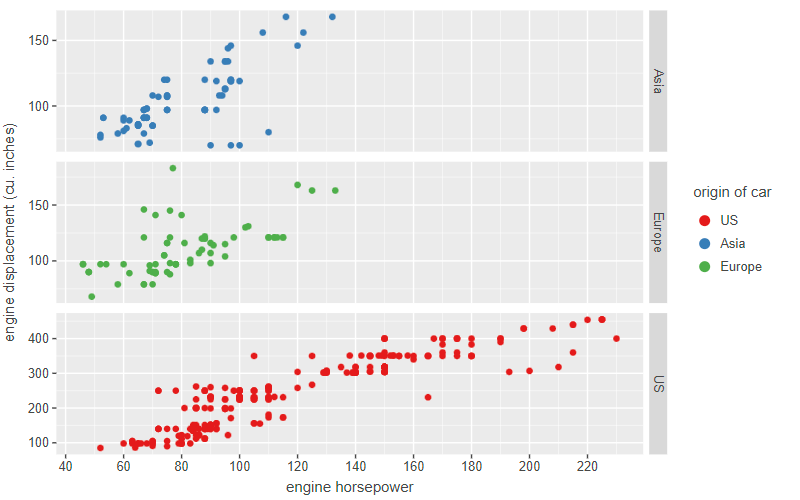 150
100
Asia
150
100
Europe
400
300
200
100
US
40 60 80 100 120 140 160 180 200 220
engine horsepower
engine displacement (cu. inches)
origin of car
US
Asia
Europe